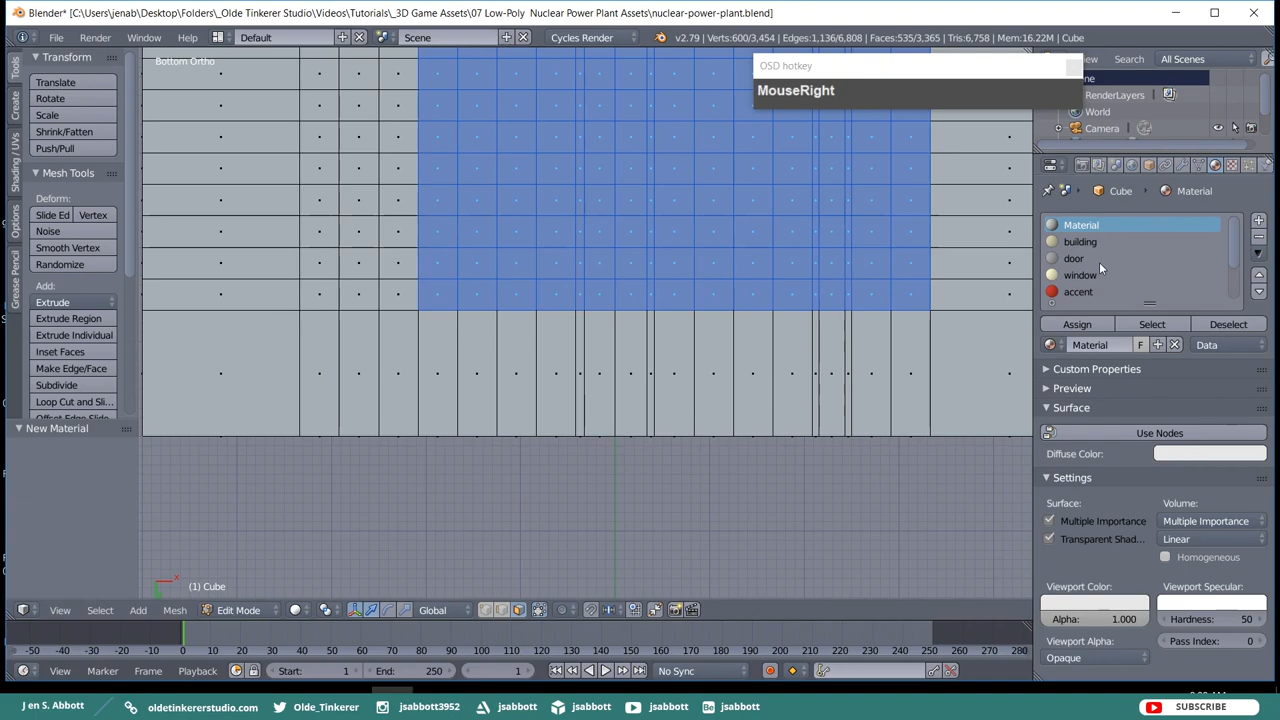 Blender* [C:\Users\jenab\Desktop\Folders\_Olde Tinkerer Studio\Videos\Tutorials\_3D Game Assets\07 Low-Poly Nuclear Power Plant Assets\nuclear-power-plant.blend]
File Render Window Help Default Scene Cycles Render v2.79 | Verts:600/3,454 | Edges:1,136/6,808 | Faces:535/3,365 | Tris:6,758 | Mem:16.22M | Cube
Transform
Bottom Ortho
OSD hotkey
MouseRight
Search All Scenes
Translate
Rotate
Scale
Shrink/Fatten
Push/Pull
Mesh Tools
Deform:
Slide Ed Vertex
Noise
Smooth Vertex
Randomize
Add:
Extrude
Extrude Region
Extrude Individual
Inset Faces
Make Edge/Face
Subdivide
Loop Cut and Sli...
Offset Edge Slide
New Material
Tools
Create
Shading / UVs
Options
Grease Pencil
RenderLayers
World
Camera
Cube Material
Material
building
door
window
accent
Assign Select Deselect
Material F Data
Custom Properties
Preview
Surface
Use Nodes
Diffuse Color:
Settings
Surface: Volume:
Multiple Importance Multiple Importance
Transparent Shad... Linear
Homogeneous
Viewport Color: Viewport Specular:
Alpha: 1.000 Hardness: 50
Viewport Alpha: Pass Index: 0
Opaque
x
(1) Cube
View Select Add Mesh Edit Mode Global
-50 -40 -30 -20 -10 0 10 20 30 40 50 60 70 80 90 100 110 120 130 140 150 160 170 180 190 200 210 220 230 240 250 260 270 280
View Marker Frame Playback Start: 1 End: 250 1 No Sync
J en S. Abbott oldetinkererstudio.com Olde_Tinkerer jsabbott3952 jsabbott jsabbott jsabbott jsabbott SUBSCRIBE